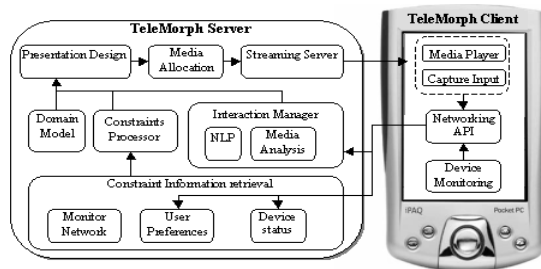 TeleMorph Server
Presentation Design
Media
Allocation
Streaming Server
Domain
Model
Constraints
Processor
Interaction Manager
NLP
Media
Analysis
Constraint Information retrieval
Monitor
Network
User
Preferences
Device
status
TeleMorph Client
Media Player
Capture Input
Networking
API
Device
Monitoring
iPAQ
Pocket PC